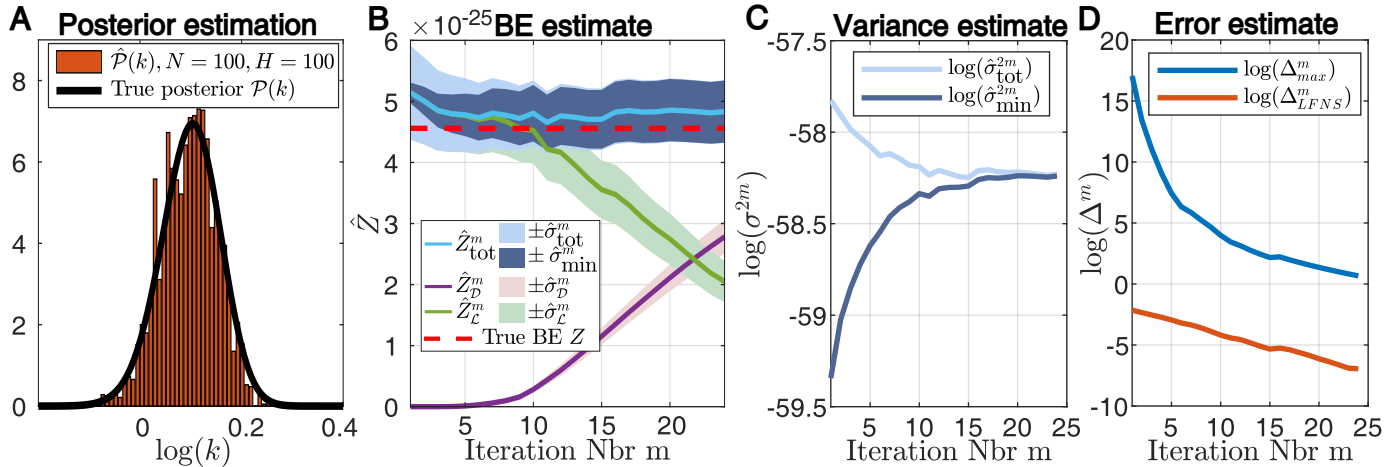 A Posterior estimation
8
6
4
2
0
0 0.2 0.4
log(k)
𝒫̂(k), N = 100, H = 100
True posterior 𝒫(k)
B BE estimate
× 10^-25
6
5
4
3
2
1
0
Ẑ
5 10 15 20
Iteration Nbr m
Ẑ^m_tot ±σ̂^m_tot
± σ̂^m_min
Ẑ^m_𝒟 ±σ̂^m_𝒟
Ẑ^m_ℒ ±σ̂^m_ℒ
True BE Z
C Variance estimate
-57.5
-58
-58.5
-59
-59.5
log(σ^2m)
5 10 15 20 25
Iteration Nbr m
log(σ̂^2m_tot)
log(σ̂^2m_min)
D Error estimate
20
15
10
5
0
-5
-10
log(Δ^m)
5 10 15 20 25
Iteration Nbr m
log(Δ^m_max)
log(Δ^m_LFNS)